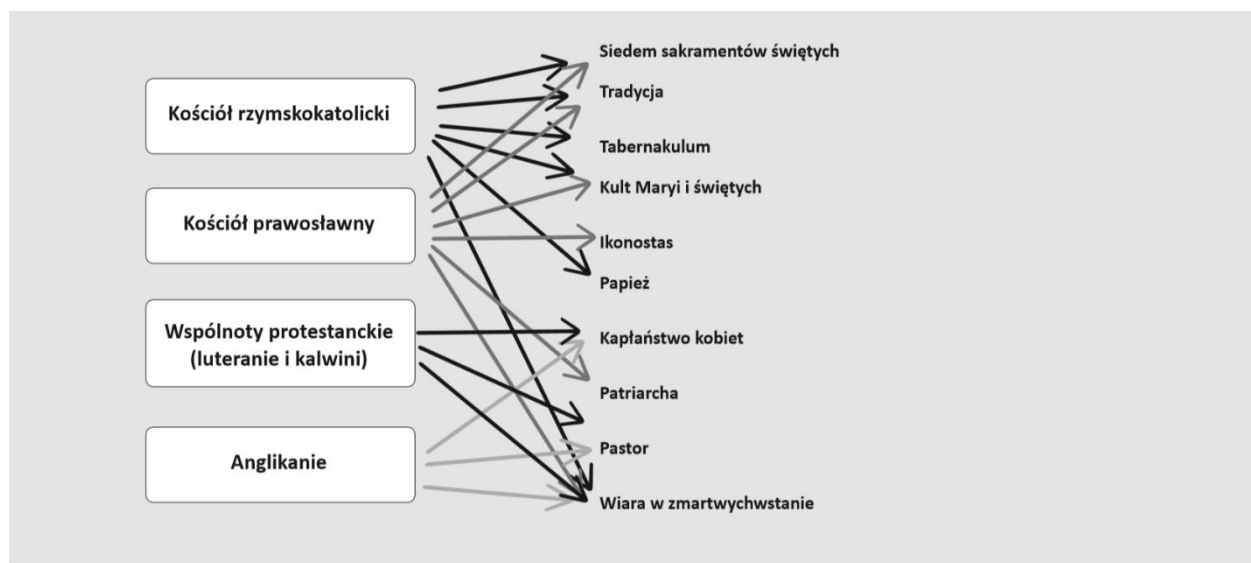 Kościół rzymskokatolicki
Kościół prawosławny
Wspólnoty protestanckie
(luteranie i kalwini)
Anglikanie
Siedem sakramentów świętych
Tradycja
Tabernakulum
Kult Maryi i świętych
Ikonostas
Papież
Kapłaństwo kobiet
Patriarcha
Pastor
Wiara w zmartwychwstanie